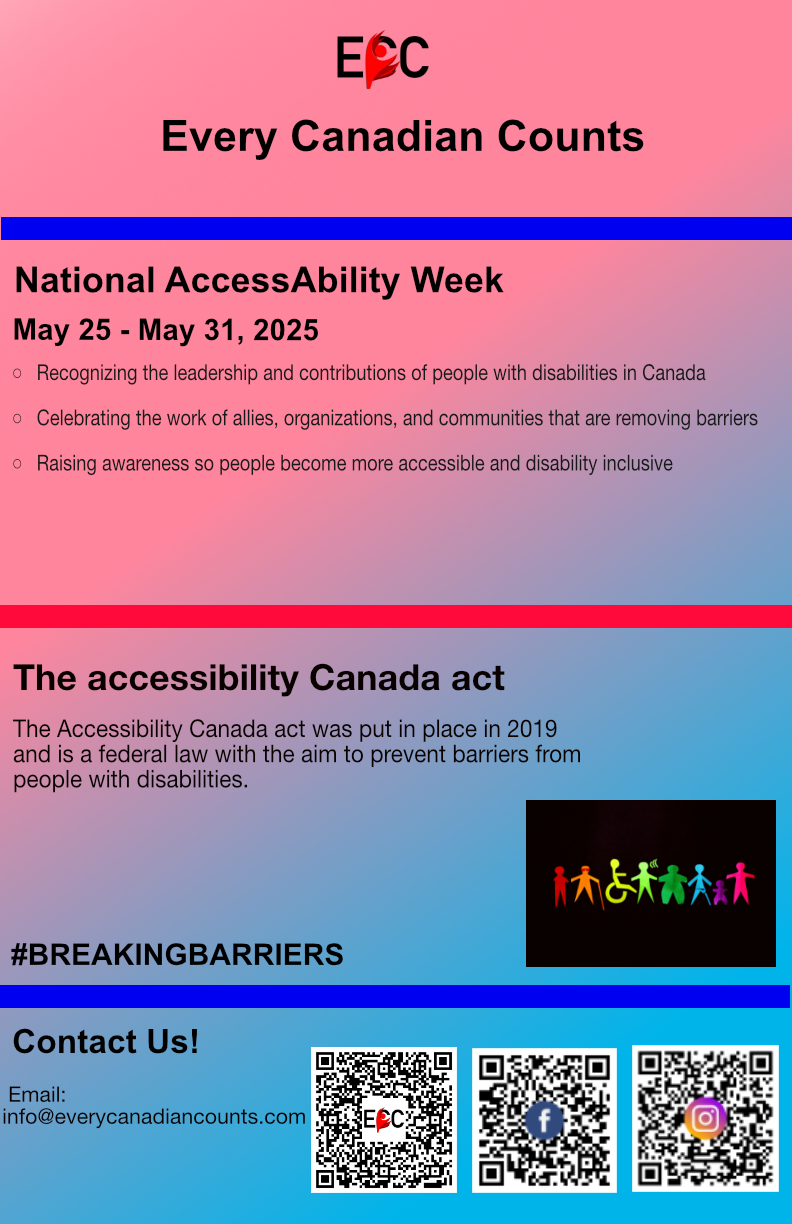 ECC
Every Canadian Counts
National AccessAbility Week
May 25 - May 31, 2025
○ Recognizing the leadership and contributions of people with disabilities in Canada
○ Celebrating the work of allies, organizations, and communities that are removing barriers
○ Raising awareness so people become more accessible and disability inclusive
The accessibility Canada act
The Accessibility Canada act was put in place in 2019
and is a federal law with the aim to prevent barriers from
people with disabilities.
#BREAKINGBARRIERS
Contact Us!
Email:
info@everycanadiancounts.com
ECC
f